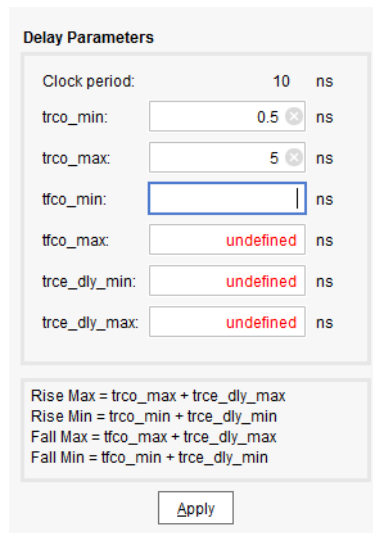 Delay Parameters
Clock period: 10 ns
trco_min: 0.5 ns
trco_max: 5 ns
tfco_min: ns
tfco_max: undefined ns
trce_dly_min: undefined ns
trce_dly_max: undefined ns
Rise Max = trco_max + trce_dly_max
Rise Min = trco_min + trce_dly_min
Fall Max = tfco_max + trce_dly_max
Fall Min = tfco_min + trce_dly_min
Apply